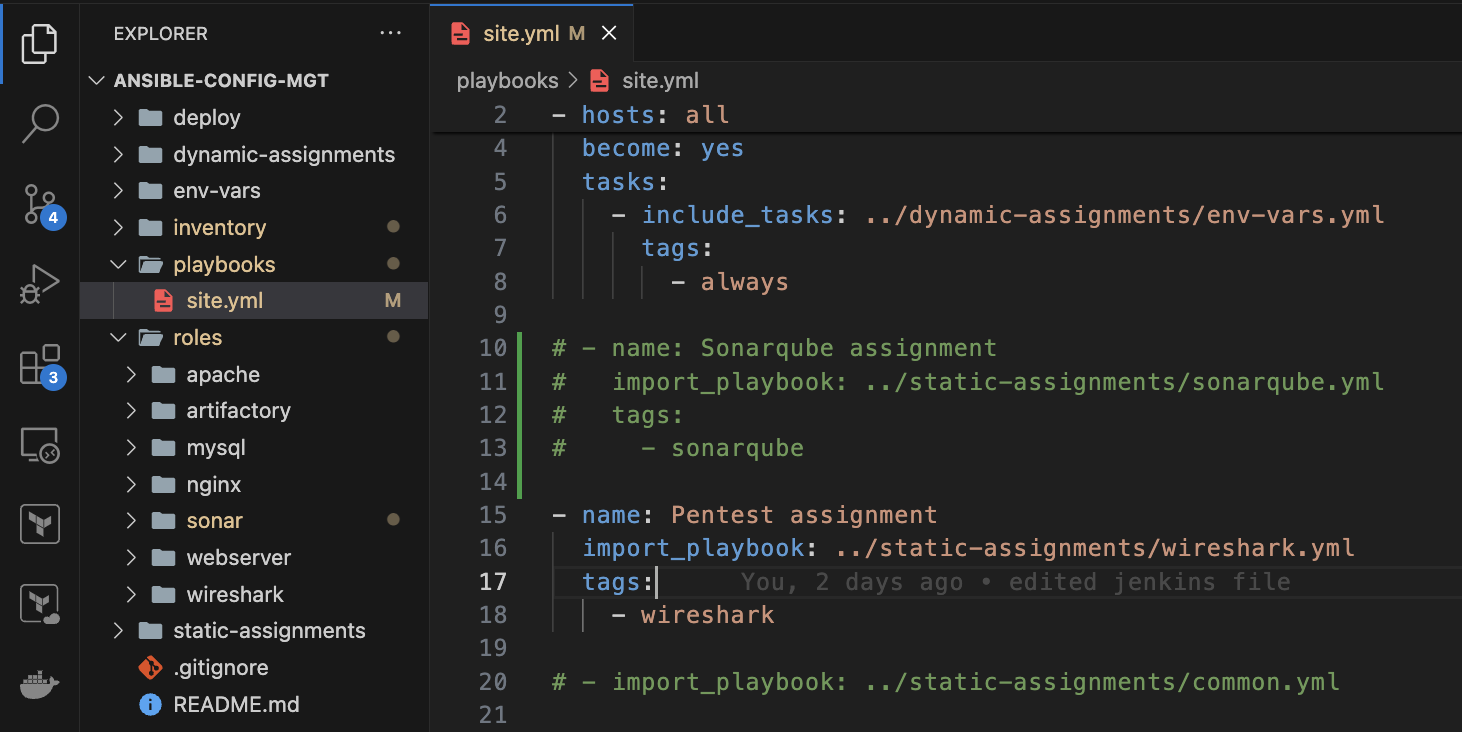 EXPLORER ...
ANSIBLE-CONFIG-MGT
deploy
dynamic-assignments
env-vars
inventory
playbooks
site.yml M
roles
apache
artifactory
mysql
nginx
sonar
webserver
wireshark
static-assignments
.gitignore
README.md
4
3
site.yml M
playbooks > site.yml
2 - hosts: all
4 become: yes
5 tasks:
6 - include_tasks: ../dynamic-assignments/env-vars.yml
7 tags:
8 - always
9
10 # - name: Sonarqube assignment
11 # import_playbook: ../static-assignments/sonarqube.yml
12 # tags:
13 # - sonarqube
14
15 - name: Pentest assignment
16 import_playbook: ../static-assignments/wireshark.yml
17 tags: You, 2 days ago • edited jenkins file
18 - wireshark
19
20 # - import_playbook: ../static-assignments/common.yml
21